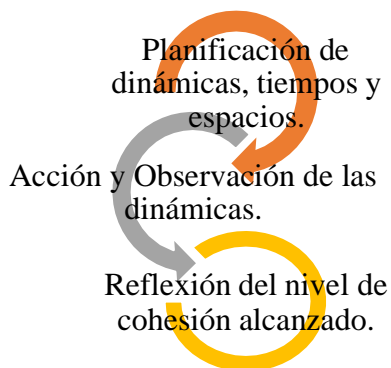 Planificación de
dinámicas, tiempos y
espacios.
Acción y Observación de las
dinámicas.
Reflexión del nivel de
cohesión alcanzado.